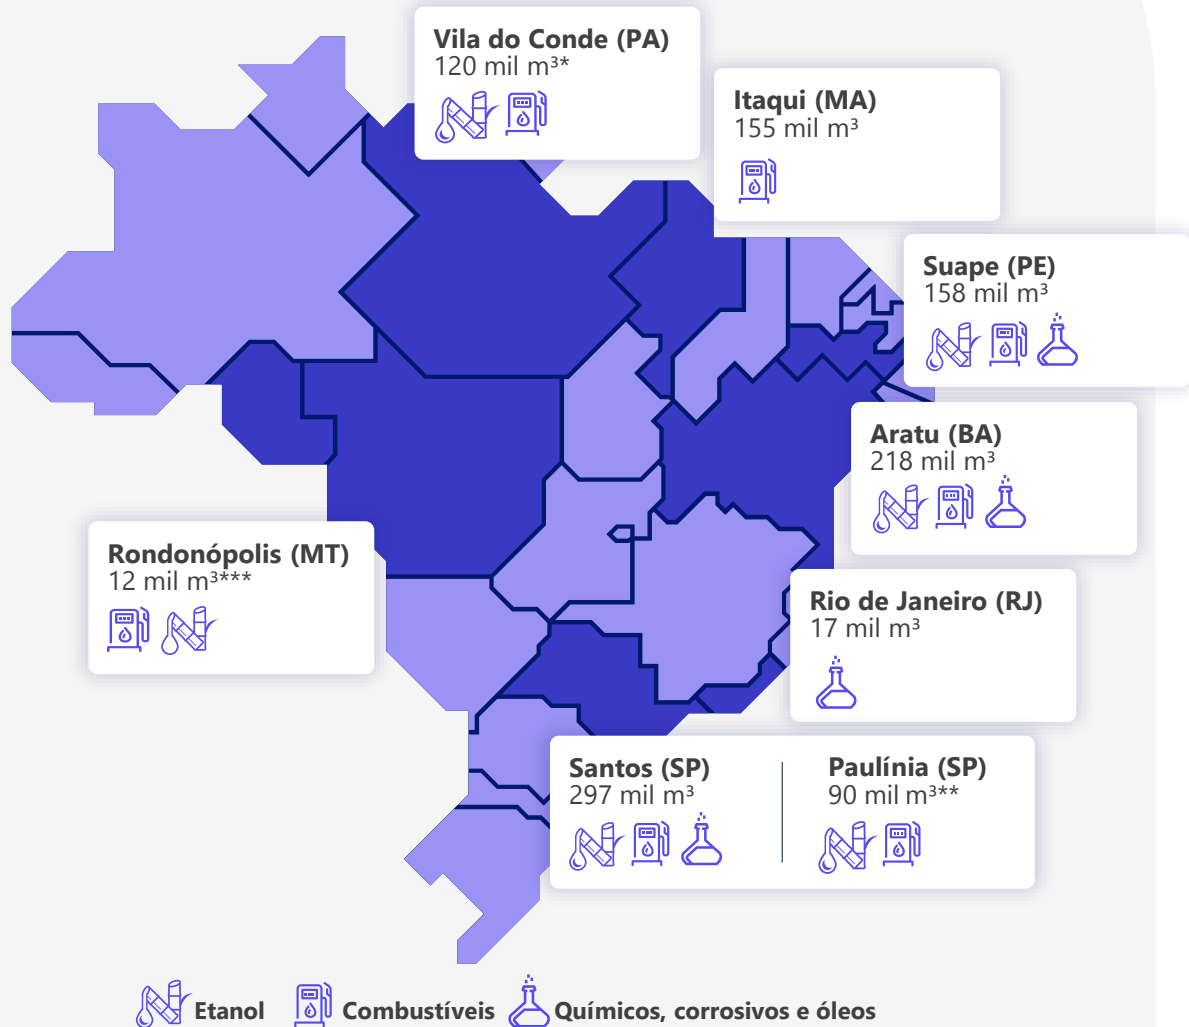 Vila do Conde (PA)
120 mil m³*
Itaqui (MA)
155 mil m³
Suape (PE)
158 mil m³
Aratu (BA)
218 mil m³
Rondonópolis (MT)
12 mil m³***
Rio de Janeiro (RJ)
17 mil m³
Santos (SP)
297 mil m³
Paulínia (SP)
90 mil m³**
Etanol
Combustíveis
Químicos, corrosivos e óleos